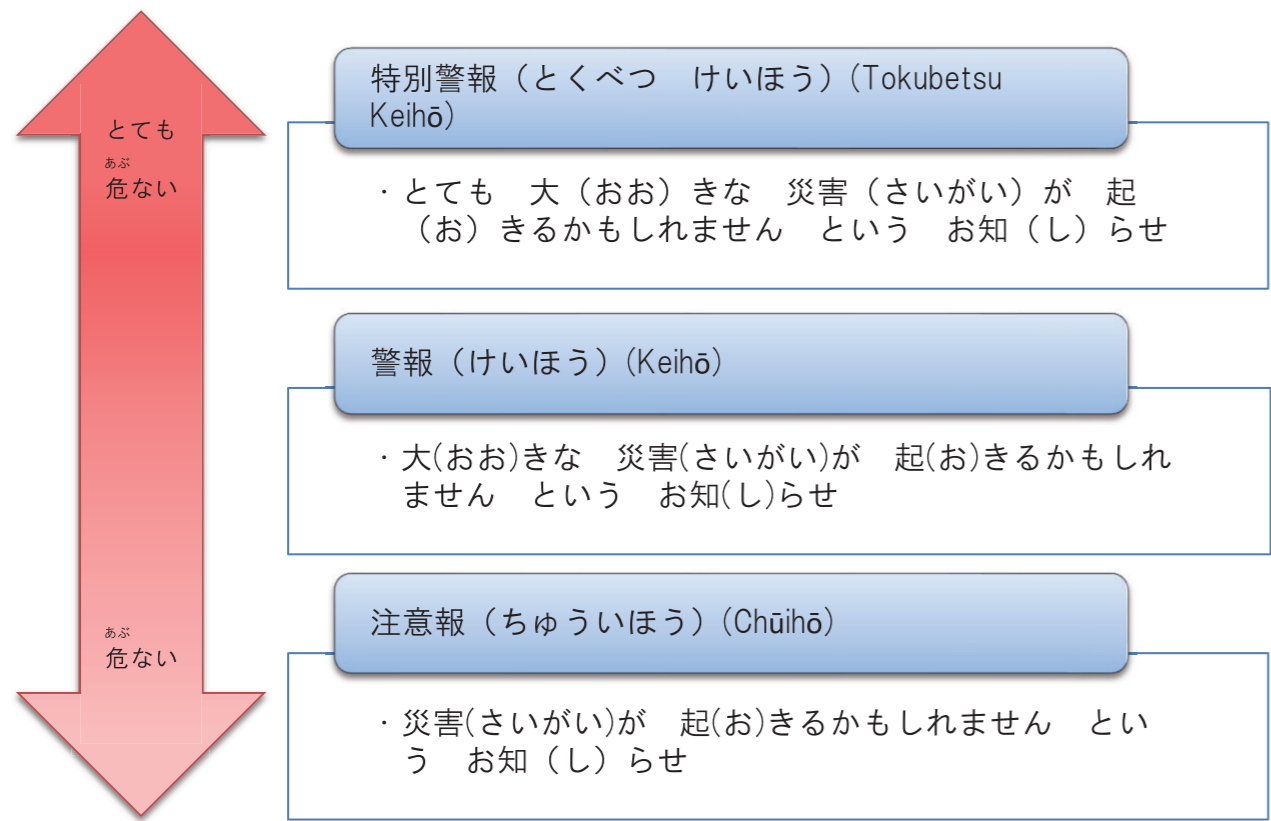 とても
あぶ
危ない
あぶ
危ない
特別警報（とくべつ　けいほう）(Tokubetsu
Keihō)
・とても　大（おお）きな　災害（さいがい）が　起
（お）きるかもしれません　という　お知（し）らせ
警報（けいほう）(Keihō)
・大(おお)きな　災害(さいがい)が　起(お)きるかもしれ
ません　という　お知(し)らせ
注意報（ちゅういほう）(Chūihō)
・災害(さいがい)が　起(お)きるかもしれません　とい
う　お知（し）らせ